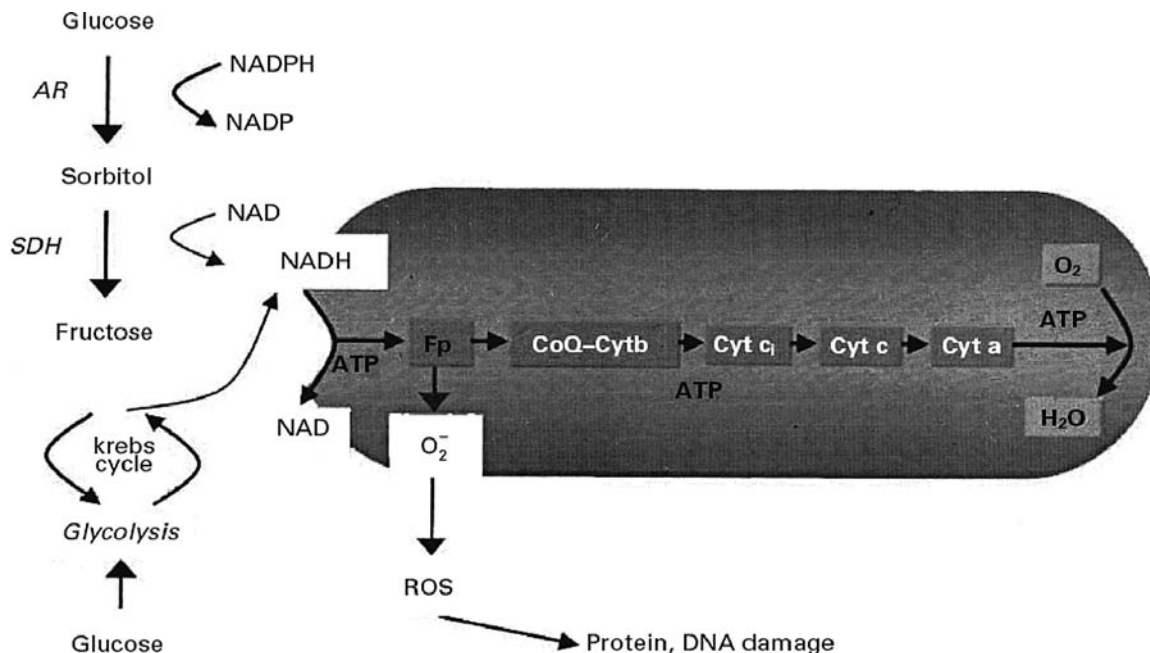 Glucose
NADPH
AR
NADP
Sorbitol
NAD
SDH
NADH
O₂
Fructose
ATP
Fp
CoQ–Cytb
Cyt c₁
Cyt c
Cyt a
ATP
ATP
NAD
H₂O
krebs
cycle
O₂⁻
Glycolysis
ROS
Glucose
Protein, DNA damage